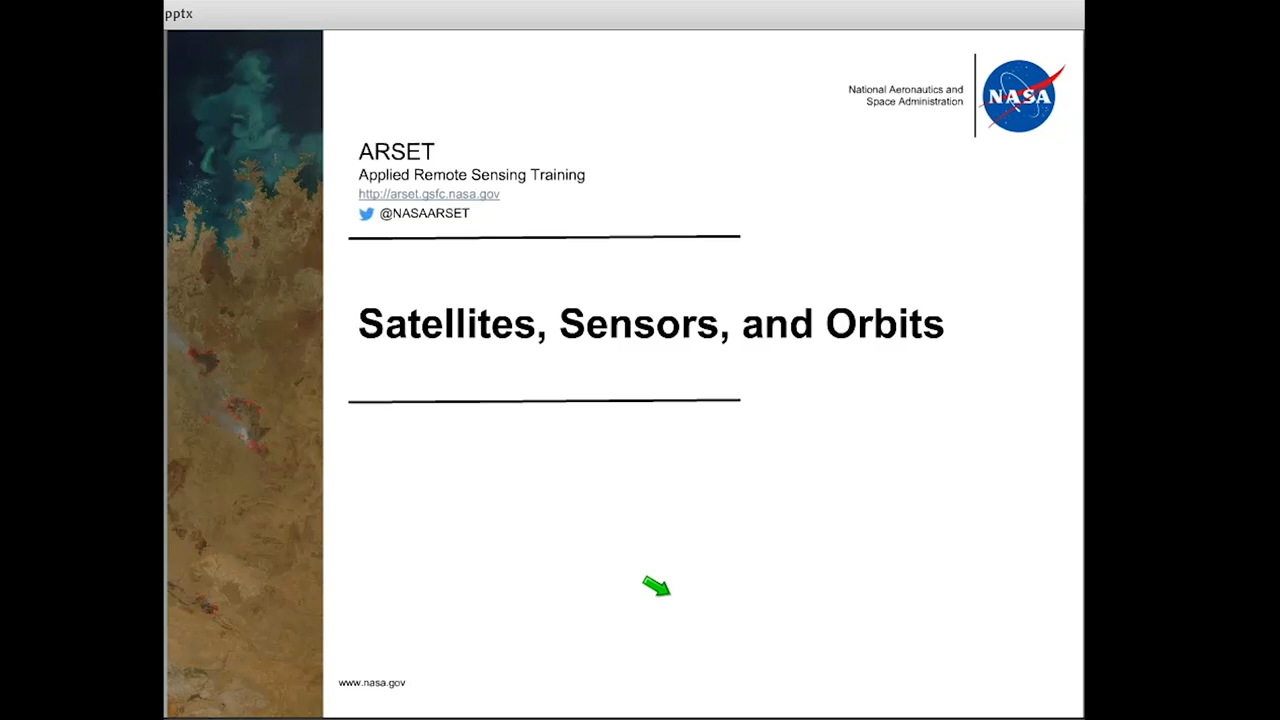 pptx
National Aeronautics and
Space Administration
NASA
ARSET
Applied Remote Sensing Training
http://arset.gsfc.nasa.gov
@NASAARSET
Satellites, Sensors, and Orbits
www.nasa.gov